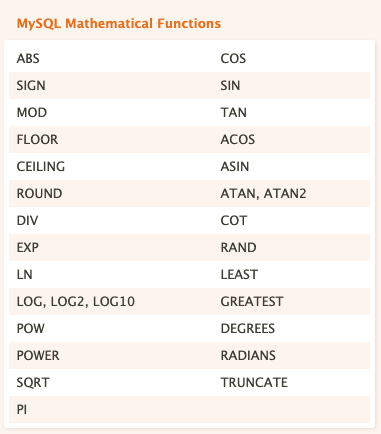 MySQL Mathematical Functions
ABS COS
SIGN SIN
MOD TAN
FLOOR ACOS
CEILING ASIN
ROUND ATAN, ATAN2
DIV COT
EXP RAND
LN LEAST
LOG, LOG2, LOG10 GREATEST
POW DEGREES
POWER RADIANS
SQRT TRUNCATE
PI